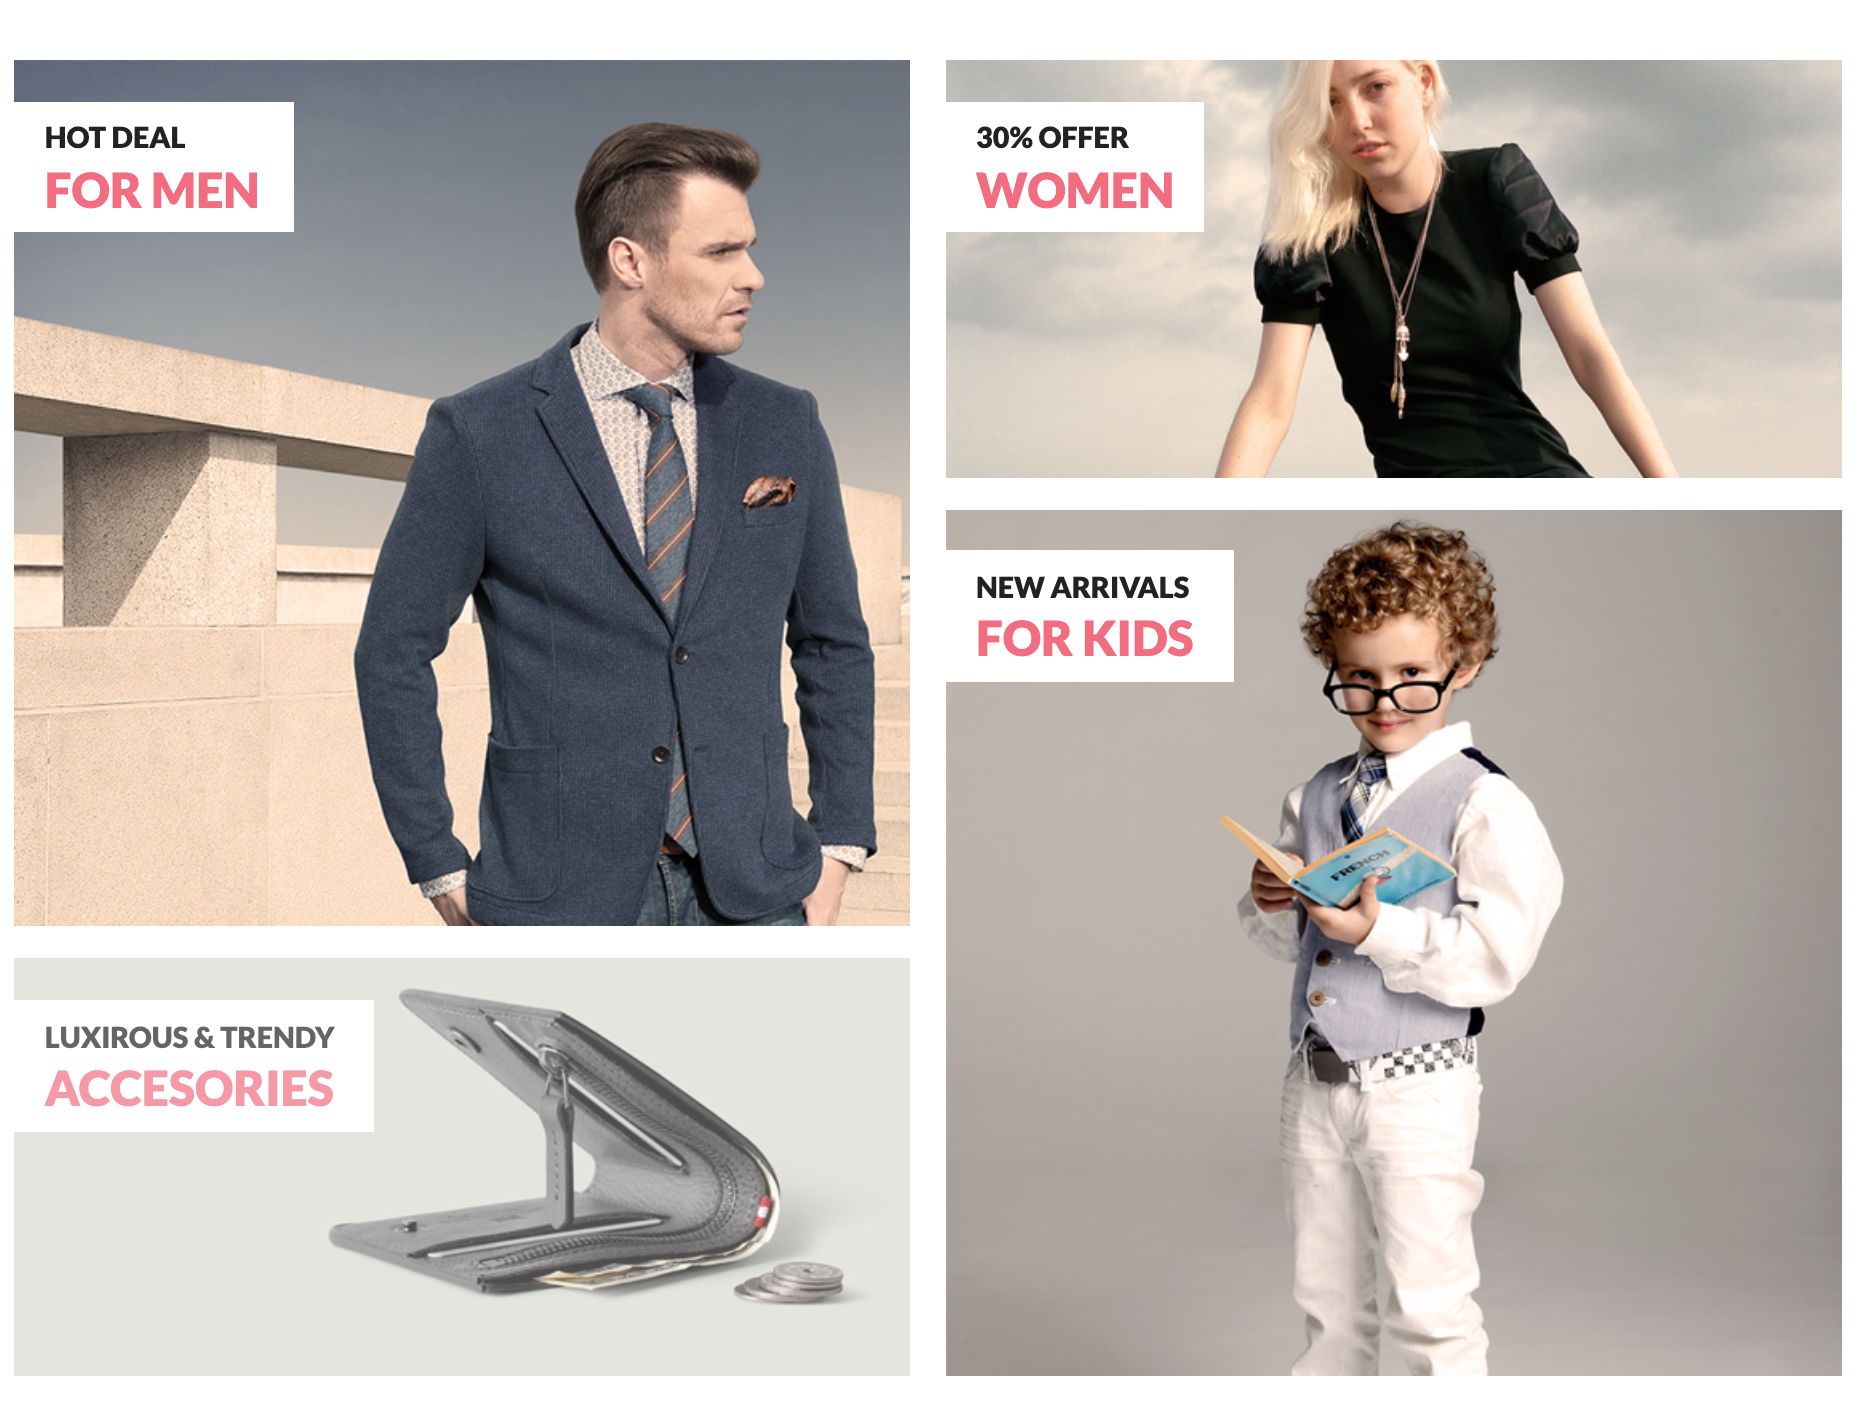 HOT DEAL
FOR MEN
30% OFFER
WOMEN
NEW ARRIVALS
FOR KIDS
FRENCH
LUXIROUS & TRENDY
ACCESORIES